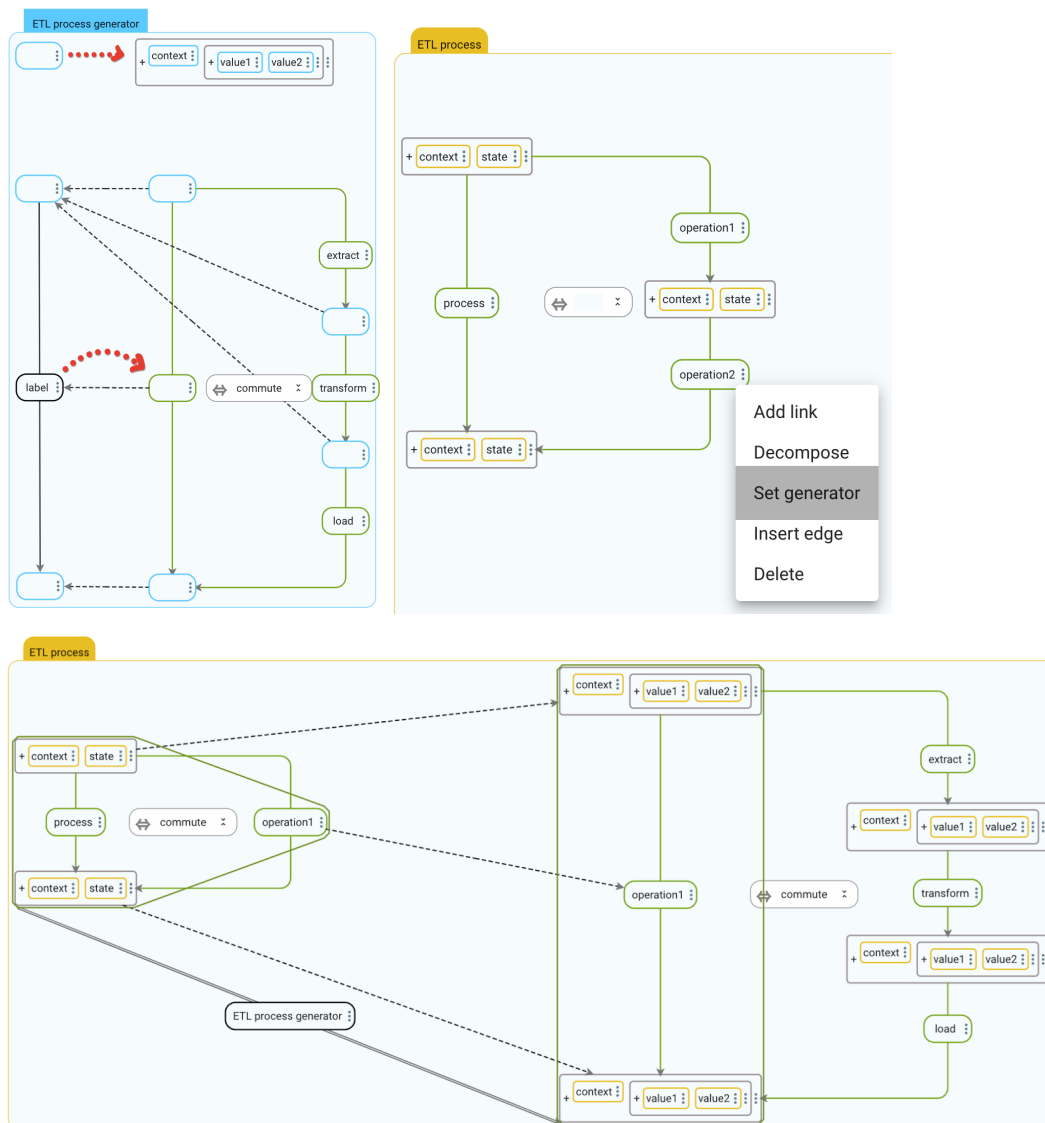 ETL process generator
+ context + value1 value2
extract
label commute transform
load
ETL process
+ context state
operation1
process + context state
operation2
+ context state
Add link
Decompose
Set generator
Insert edge
Delete
ETL process
+ context + value1 value2
+ context state extract
process commute operation1 + context + value1 value2
+ context state operation1 commute transform
+ context + value1 value2
ETL process generator load
+ context + value1 value2